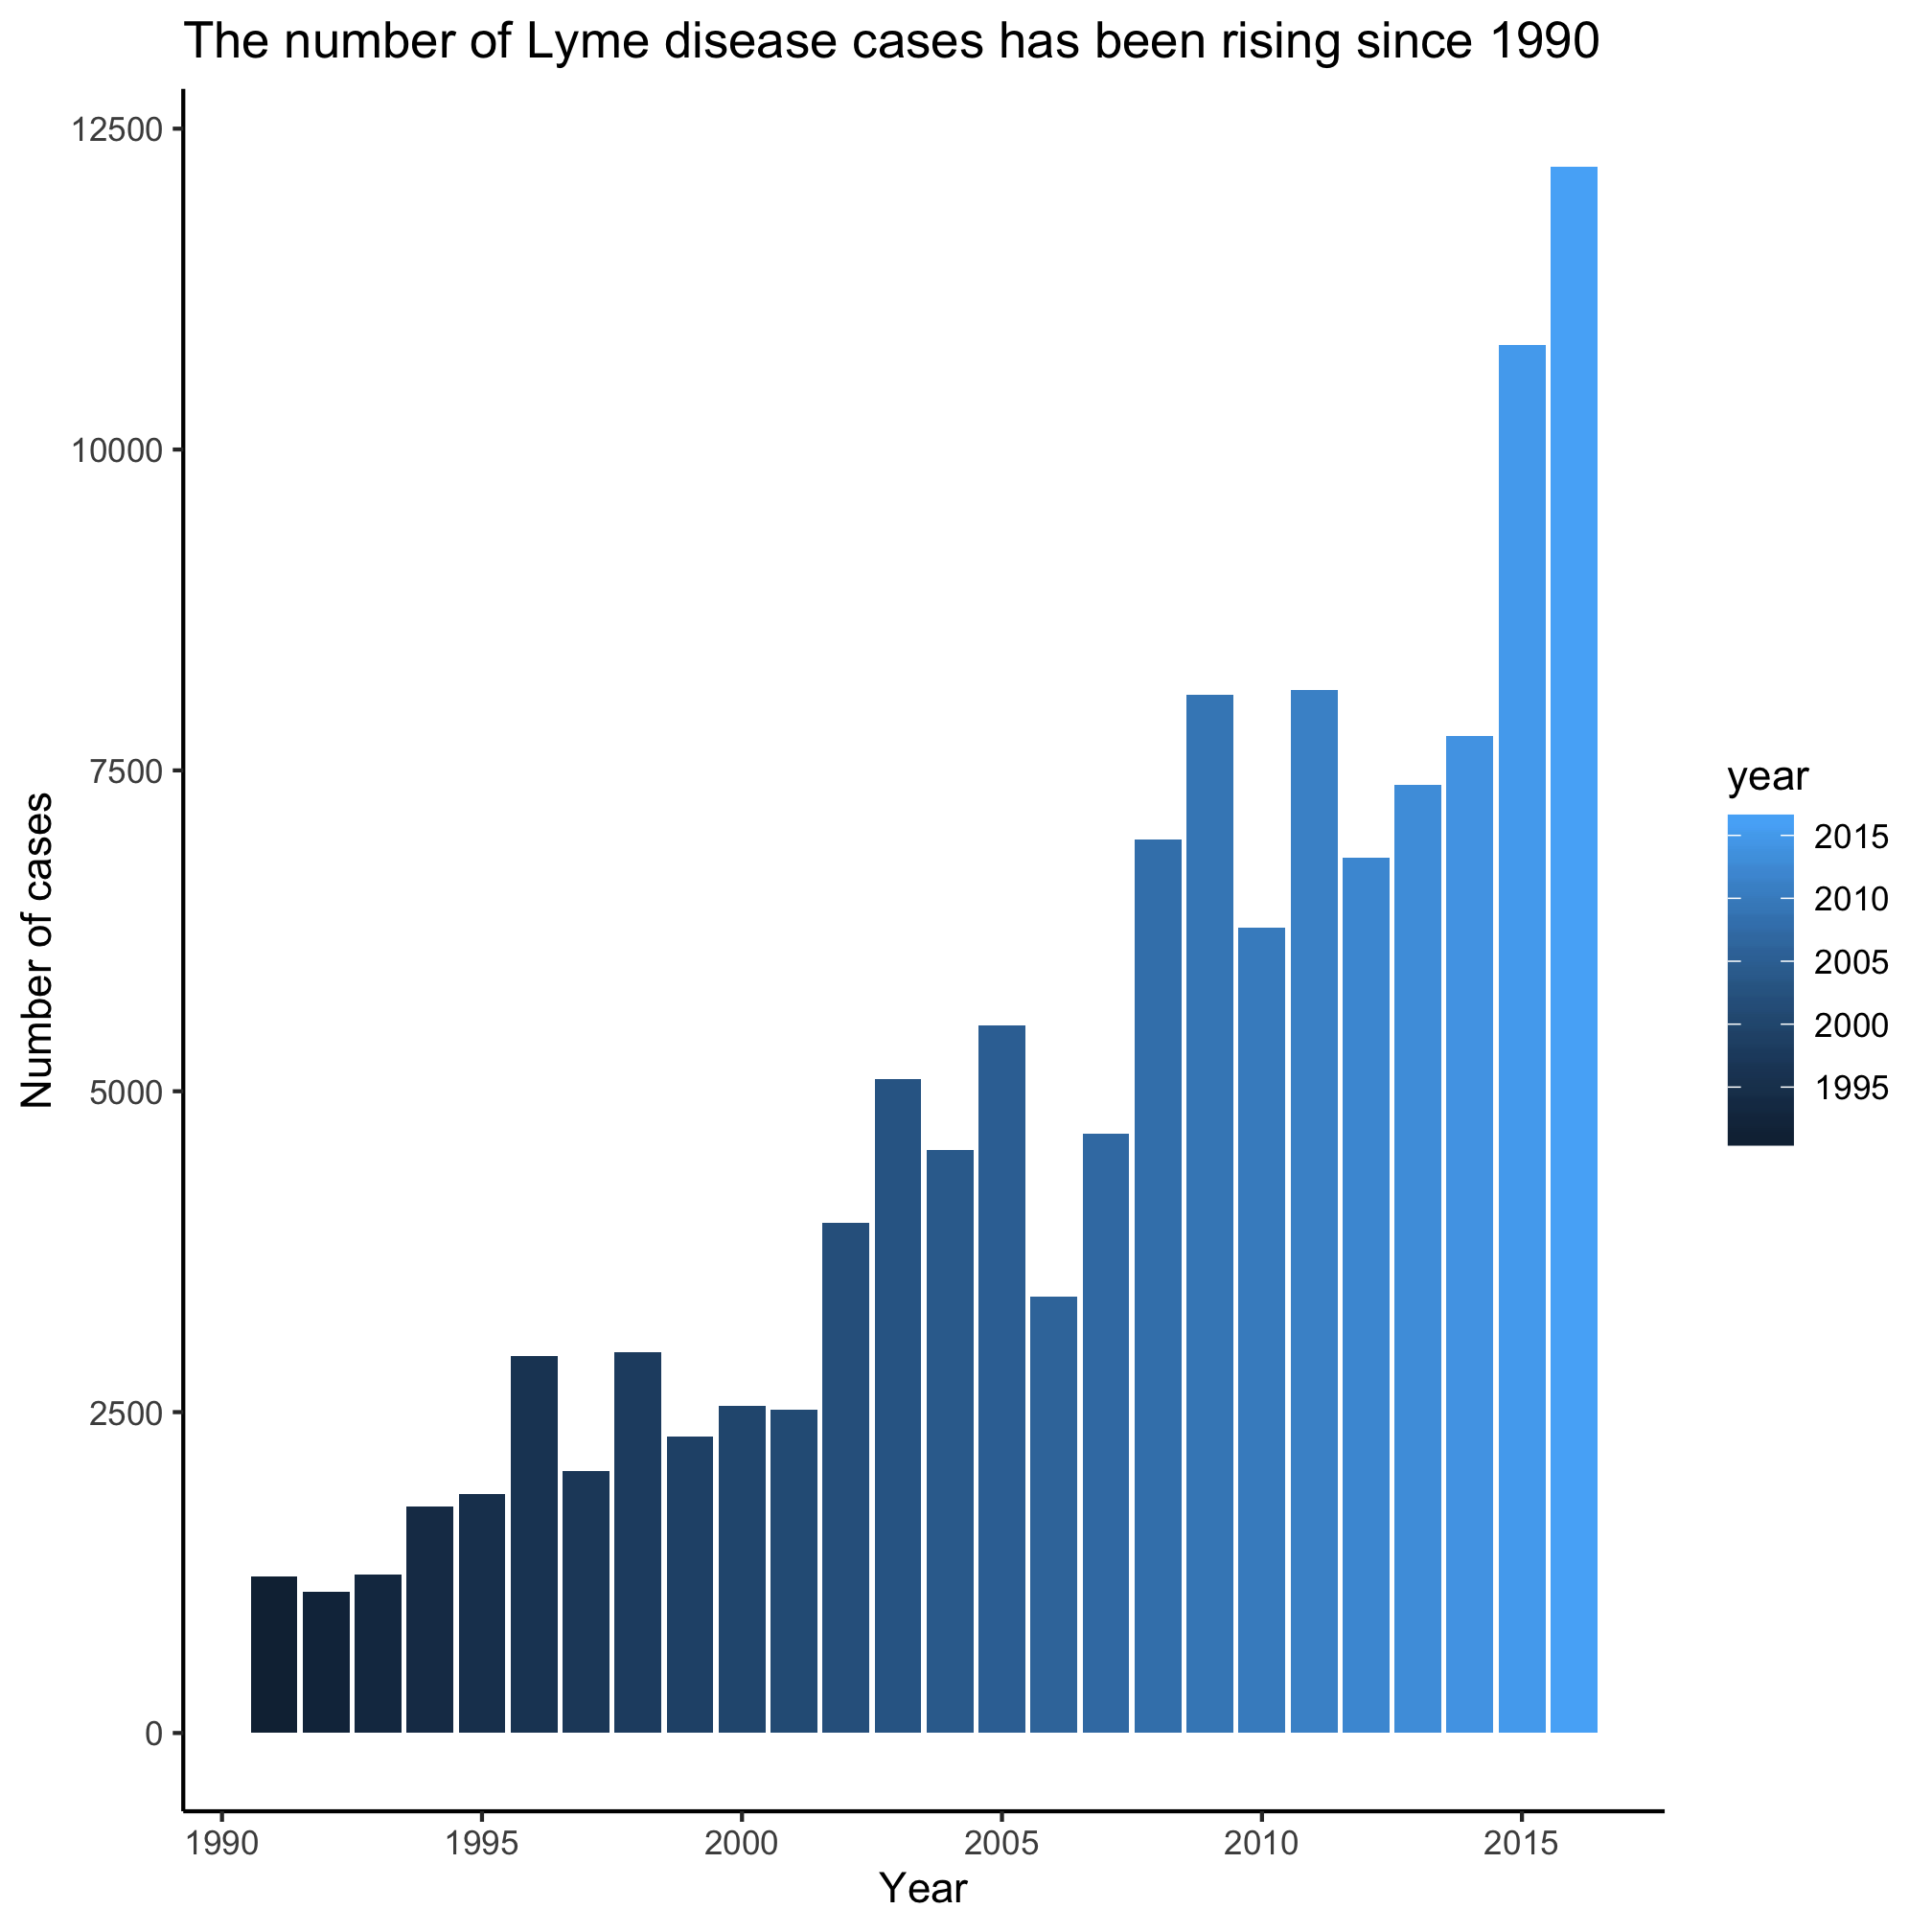 The number of Lyme disease cases has been rising since 1990
12500
10000
7500
5000
2500
0
Number of cases
1990 1995 2000 2005 2010 2015
Year
year
2015
2010
2005
2000
1995